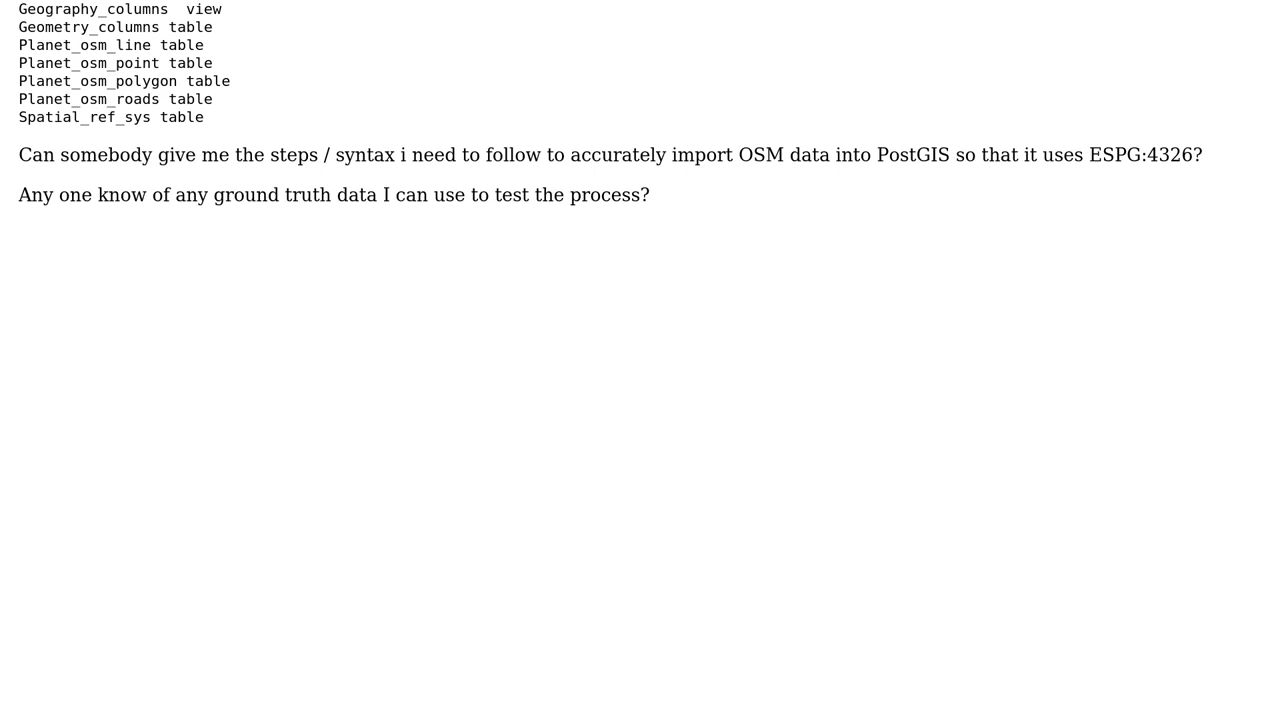 Geography_columns  view
Geometry_columns table
Planet_osm_line table
Planet_osm_point table
Planet_osm_polygon table
Planet_osm_roads table
Spatial_ref_sys table
Can somebody give me the steps / syntax i need to follow to accurately import OSM data into PostGIS so that it uses ESPG:4326?
Any one know of any ground truth data I can use to test the process?